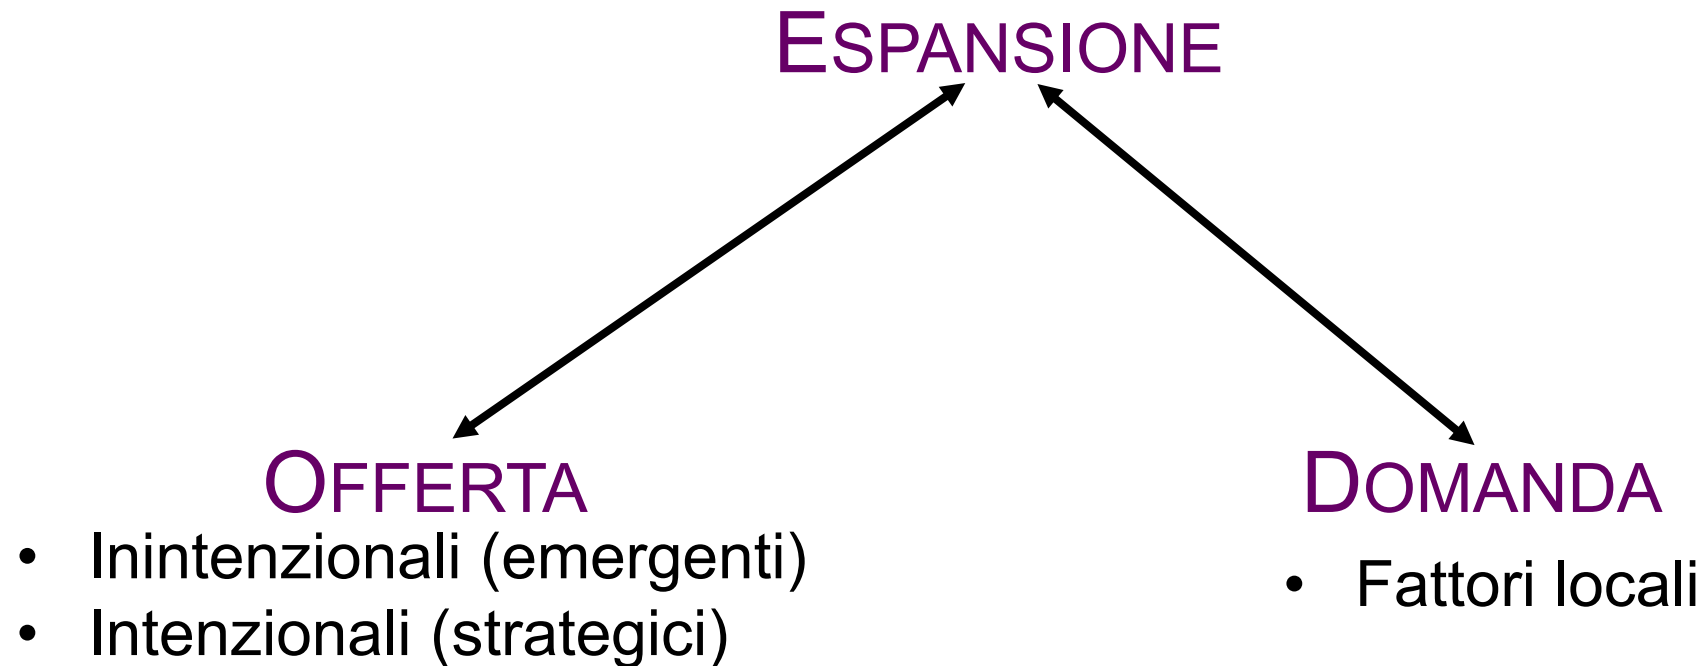 ESPANSIONE
OFFERTA
• Inintenzionali (emergenti)
• Intenzionali (strategici)
DOMANDA
• Fattori locali